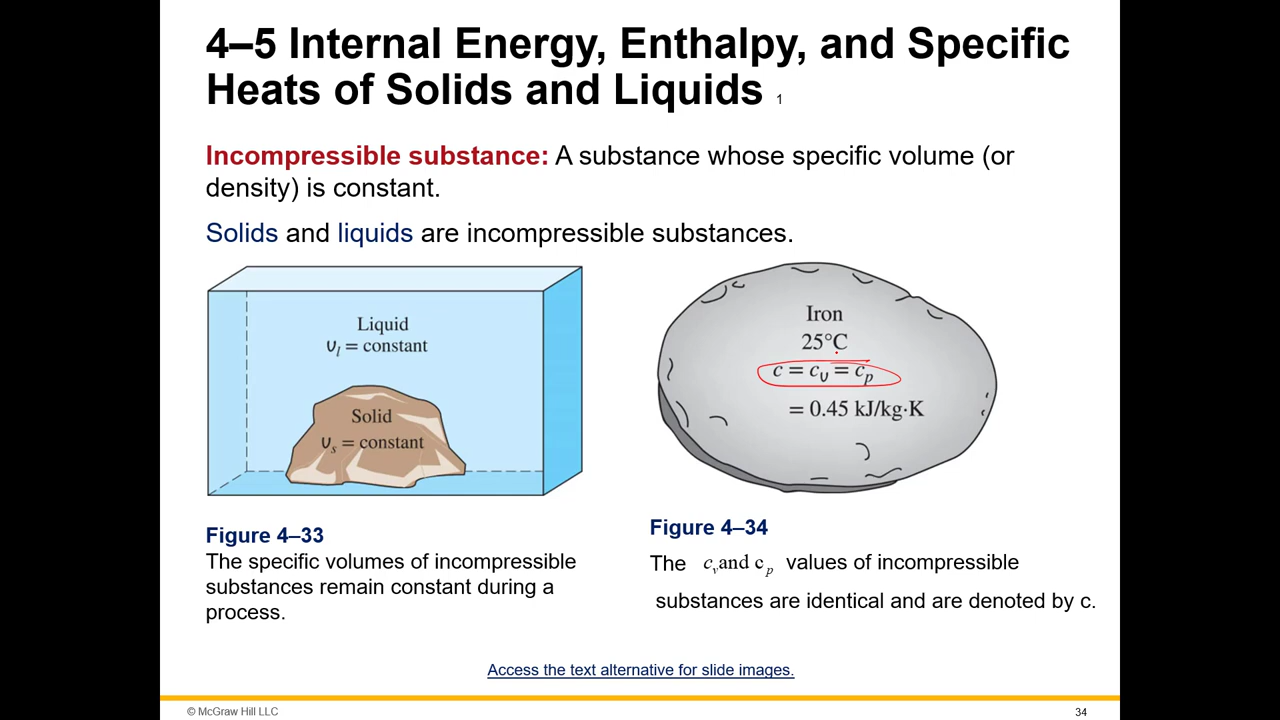 4–5 Internal Energy, Enthalpy, and Specific
Heats of Solids and Liquids 1
Incompressible substance: A substance whose specific volume (or
density) is constant.
Solids and liquids are incompressible substances.
Liquid
υl = constant
Solid
υs = constant
Figure 4–33
The specific volumes of incompressible
substances remain constant during a
process.
Iron
25°C
c = cυ = cp
= 0.45 kJ/kg·K
Figure 4–34
The cv and cp values of incompressible
substances are identical and are denoted by c.
Access the text alternative for slide images.
© McGraw Hill LLC
34